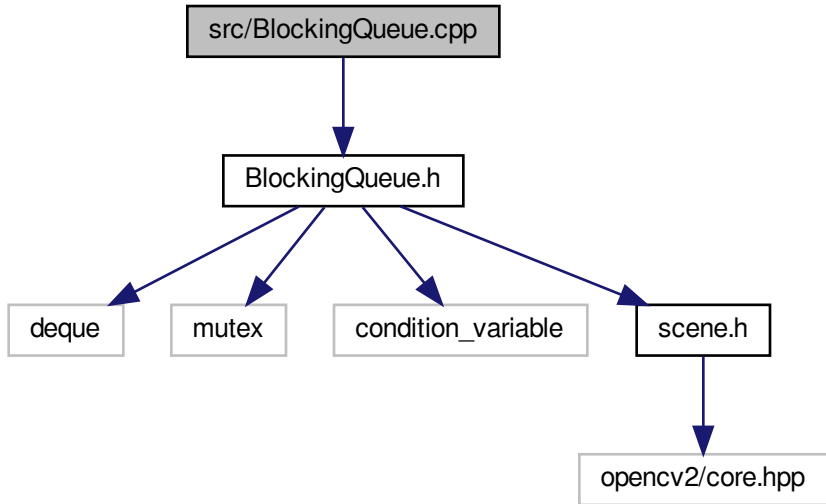 src/BlockingQueue.cpp
BlockingQueue.h
deque
mutex
condition_variable
scene.h
opencv2/core.hpp